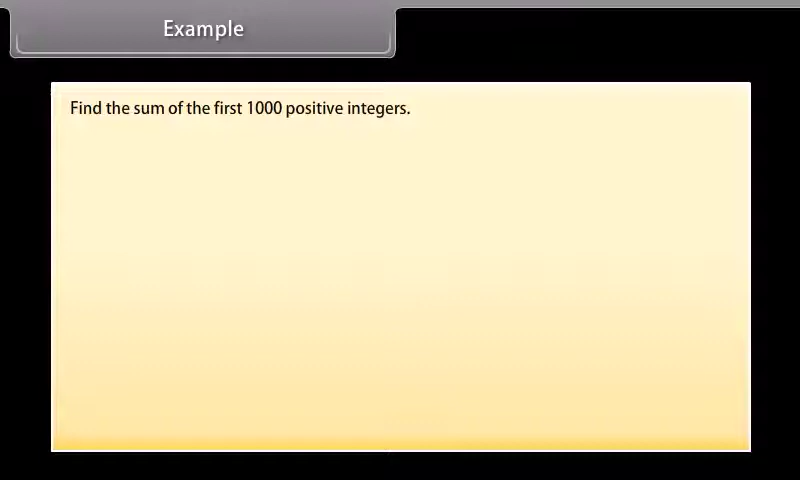 Example
Find the sum of the first 1000 positive integers.